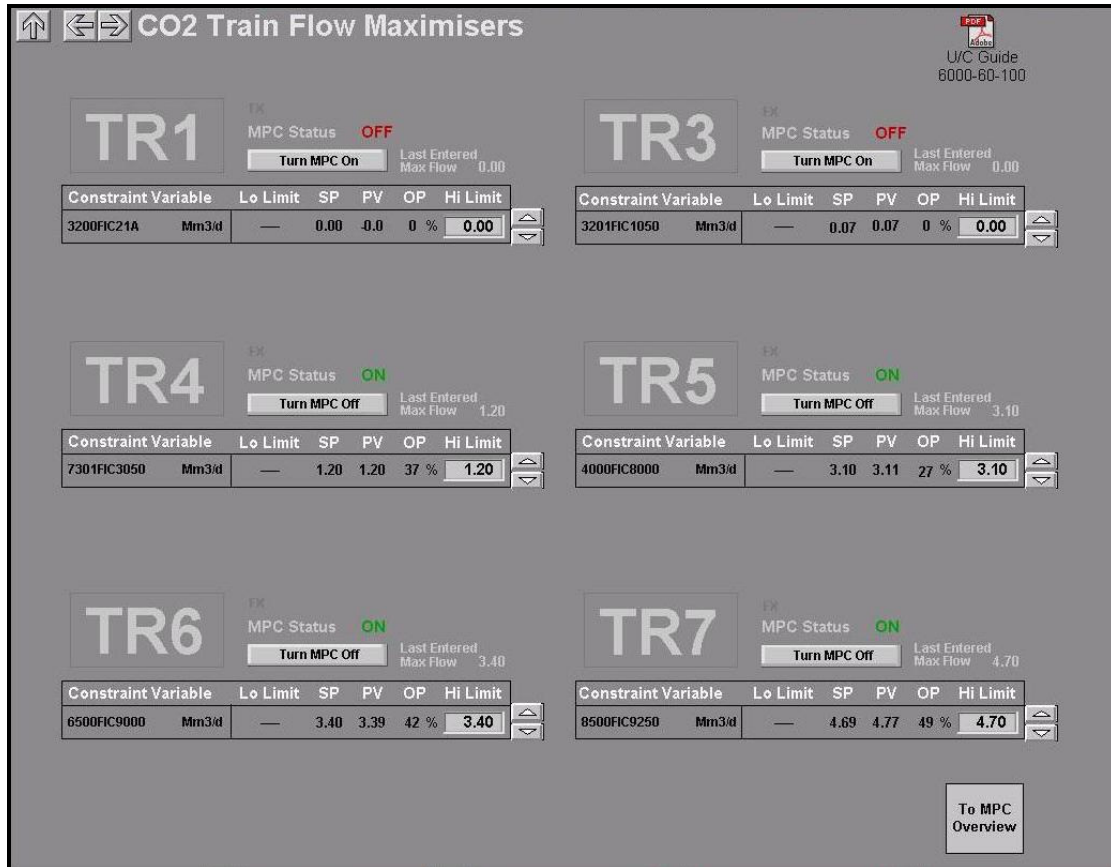 CO2 Train Flow Maximisers
PDF
Adobe
U/C Guide
6000-60-100
TR1
MPC Status OFF
Turn MPC On
Last Entered
Max Flow 0.00
Constraint Variable Lo Limit SP PV OP Hi Limit
3200FIC21A Mm3/d — 0.00 -0.0 0 % 0.00
TR3
MPC Status OFF
Turn MPC On
Last Entered
Max Flow 0.00
Constraint Variable Lo Limit SP PV OP Hi Limit
3201FIC1050 Mm3/d — 0.07 0.07 0 % 0.00
TR4
MPC Status ON
Turn MPC Off
Last Entered
Max Flow 1.20
Constraint Variable Lo Limit SP PV OP Hi Limit
7301FIC3050 Mm3/d — 1.20 1.20 37 % 1.20
TR5
MPC Status ON
Turn MPC Off
Last Entered
Max Flow 3.10
Constraint Variable Lo Limit SP PV OP Hi Limit
4000FIC8000 Mm3/d — 3.10 3.11 27 % 3.10
TR6
MPC Status ON
Turn MPC Off
Last Entered
Max Flow 3.40
Constraint Variable Lo Limit SP PV OP Hi Limit
6500FIC9000 Mm3/d — 3.40 3.39 42 % 3.40
TR7
MPC Status ON
Turn MPC Off
Last Entered
Max Flow 4.70
Constraint Variable Lo Limit SP PV OP Hi Limit
8500FIC9250 Mm3/d — 4.69 4.77 49 % 4.70
To MPC
Overview